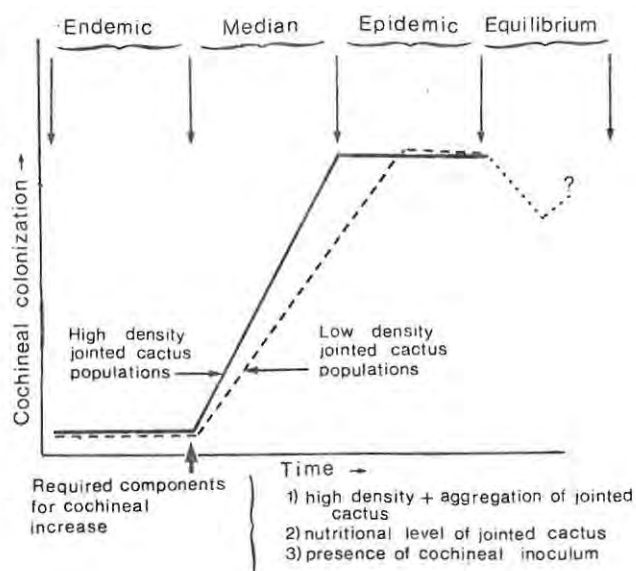 Endemic Median Epidemic Equilibrium
Cochineal colonization →
?
High density
jointed cactus
populations
Low density
jointed cactus
populations
Time →
Required components
for cochineal
increase
1) high density + aggregation of jointed
cactus
2) nutritional level of jointed cactus
3) presence of cochineal inoculum